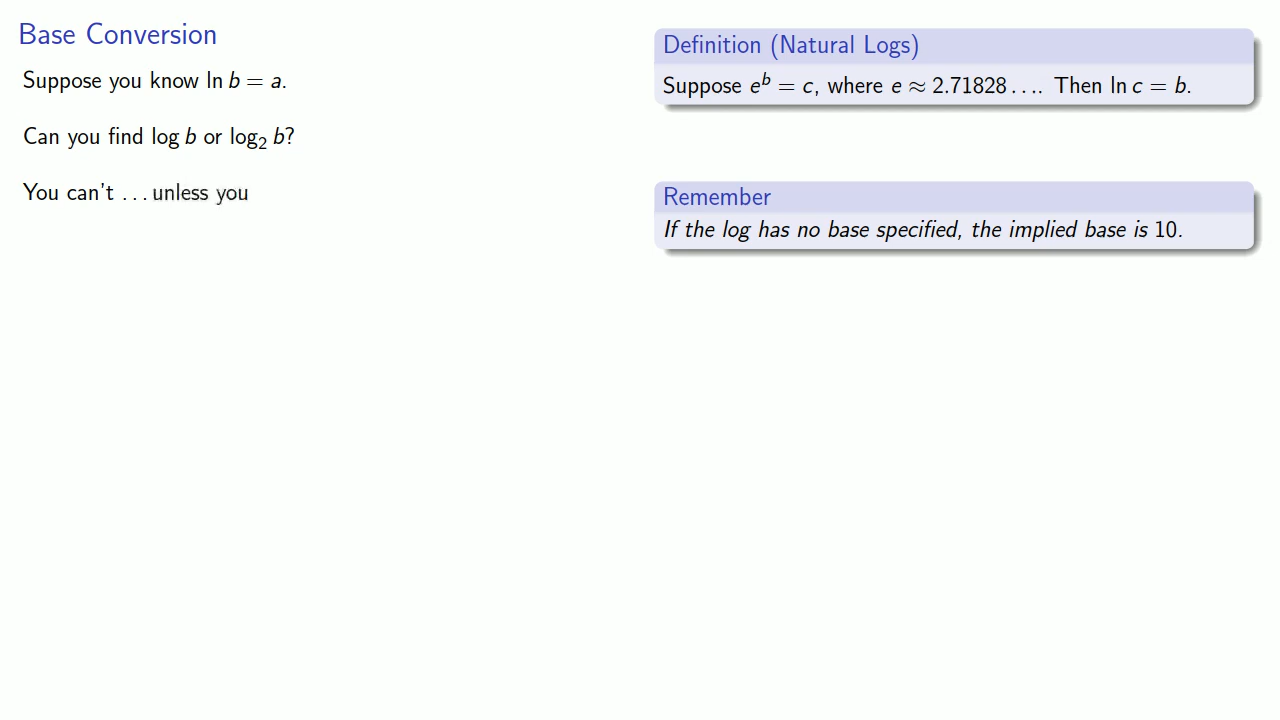 Base Conversion
Suppose you know ln b = a.
Can you find log b or log₂ b?
You can't . . . unless you
Definition (Natural Logs)
Suppose eᵇ = c, where e ≈ 2.71828 . . .. Then ln c = b.
Remember
If the log has no base specified, the implied base is 10.